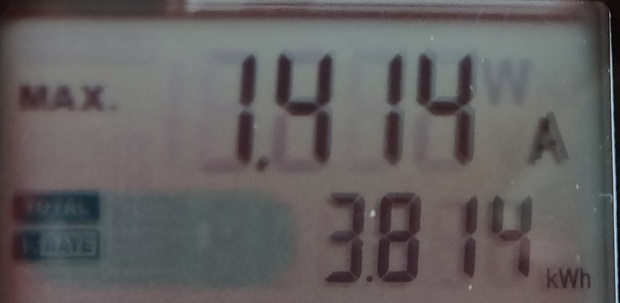 MAX. 1.414 W A
TOTAL
RATE 3.814 kWh